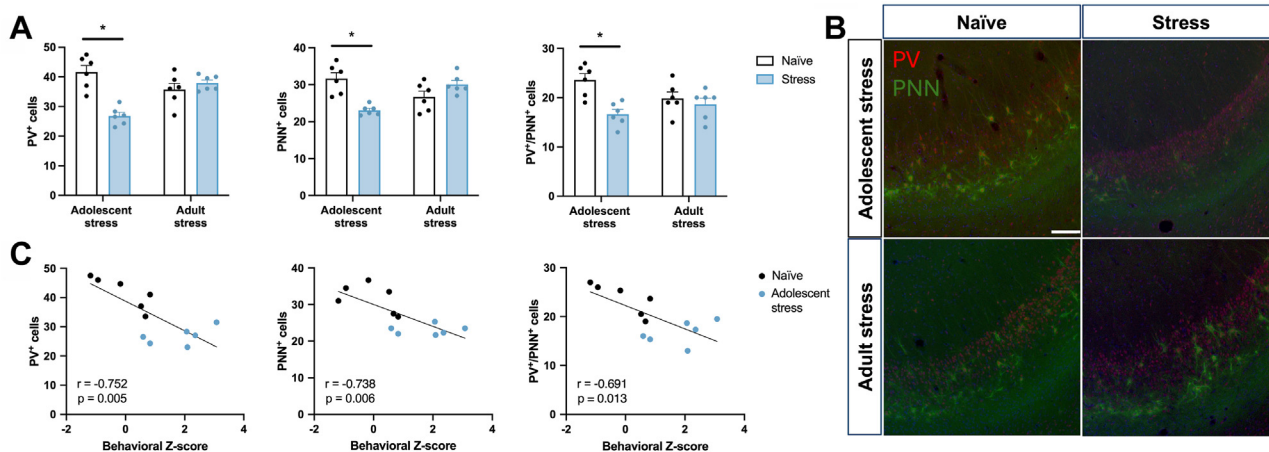 A
PV⁺ cells
50
40
30
20
10
0
*
Adolescent
stress
Adult
stress
PNN⁺ cells
40
30
20
10
0
*
Adolescent
stress
Adult
stress
PV⁺/PNN⁺ cells
30
20
10
0
*
Adolescent
stress
Adult
stress
Naïve
Stress
B
Naïve
Stress
Adolescent stress
Adult stress
PV
PNN
C
PV⁺ cells
50
40
30
20
10
0
r = -0.752
p = 0.005
-2
0
2
4
Behavioral Z-score
PNN⁺ cells
40
30
20
10
0
r = -0.738
p = 0.006
-2
0
2
4
Behavioral Z-score
PV⁺/PNN⁺ cells
30
20
10
0
r = -0.691
p = 0.013
-2
0
2
4
Behavioral Z-score
Naïve
Adolescent
stress